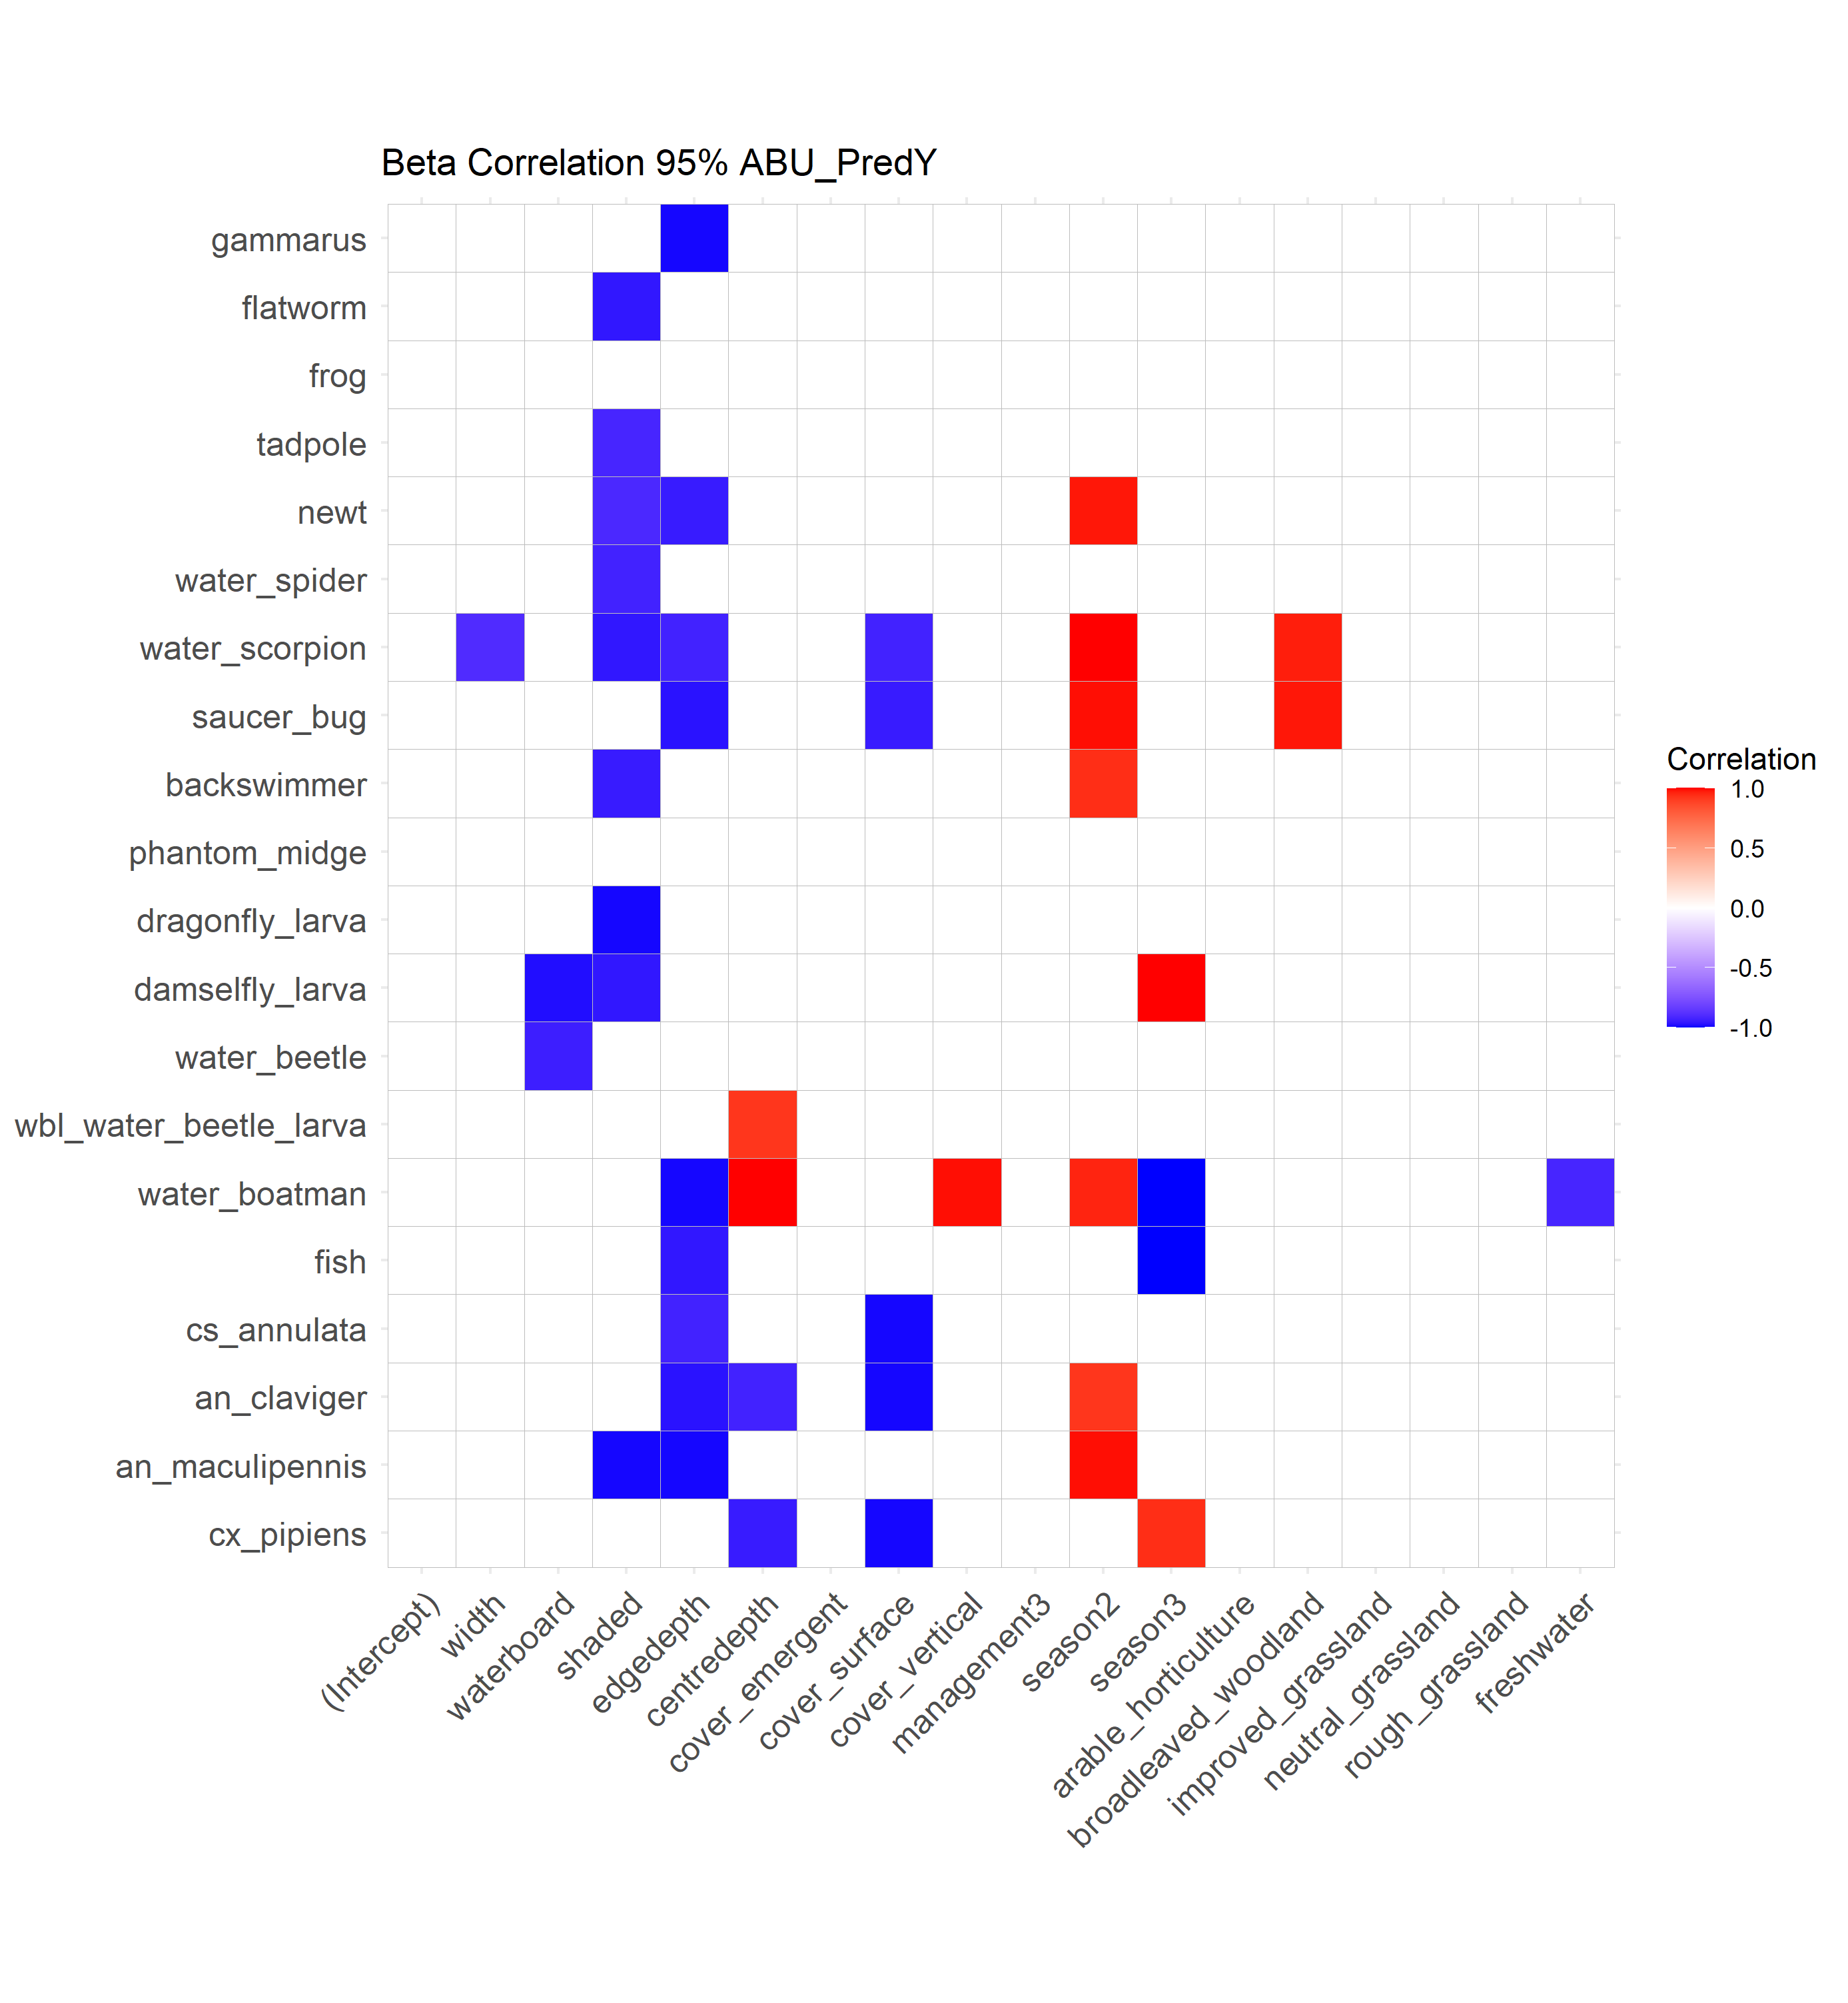 Beta Correlation 95% ABU_PredY
gammarus
flatworm
frog
tadpole
newt
water_spider
water_scorpion
saucer_bug
backswimmer
phantom_midge
dragonfly_larva
damselfly_larva
water_beetle
wbl_water_beetle_larva
water_boatman
fish
cs_annulata
an_claviger
an_maculipennis
cx_pipiens
(Intercept)
width
waterboard
shaded
edgedepth
centredepth
cover_emergent
cover_surface
cover_vertical
management3
season2
season3
arable_horticulture
broadleaved_woodland
improved_grassland
neutral_grassland
rough_grassland
freshwater
Correlation
1.0
0.5
0.0
-0.5
-1.0